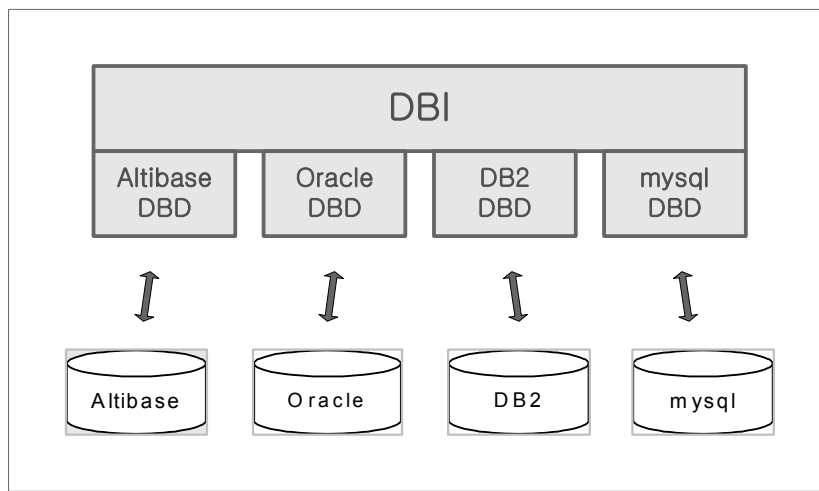 DBI
Altibase
DBD
Oracle
DBD
DB2
DBD
mysql
DBD
Altibase
Oracle
DB2
mysql